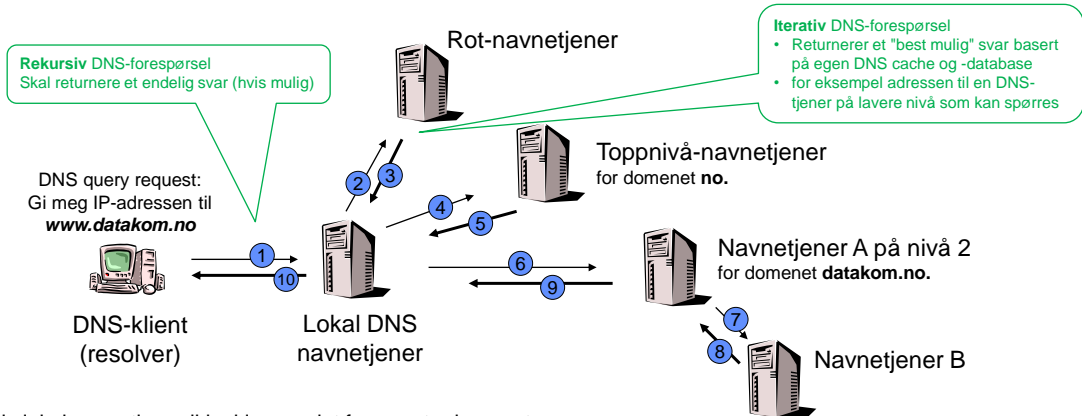 Rot-navnetjener
Rekursiv DNS-forespørsel
Skal returnere et endelig svar (hvis mulig)
Iterativ DNS-forespørsel
• Returnerer et "best mulig" svar basert
på egen DNS cache og -database
• for eksempel adressen til en DNS-
tjener på lavere nivå som kan spørres
Toppnivå-navnetjener
for domenet no.
DNS query request:
Gi meg IP-adressen til
www.datakom.no
2
3
4
5
1
10
6
9
Navnetjener A på nivå 2
for domenet datakom.no.
7
8
DNS-klient
(resolver)
Lokal DNS
navnetjener
Navnetjener B